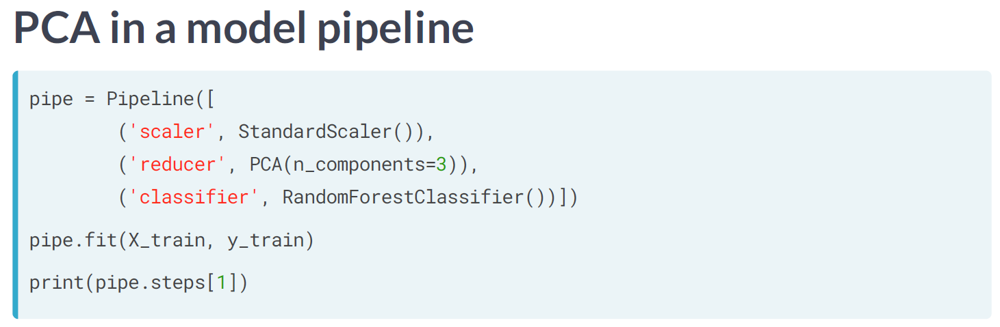 PCA in a model pipeline
pipe = Pipeline([
        ('scaler', StandardScaler()),
        ('reducer', PCA(n_components=3)),
        ('classifier', RandomForestClassifier())])
pipe.fit(X_train, y_train)
print(pipe.steps[1])